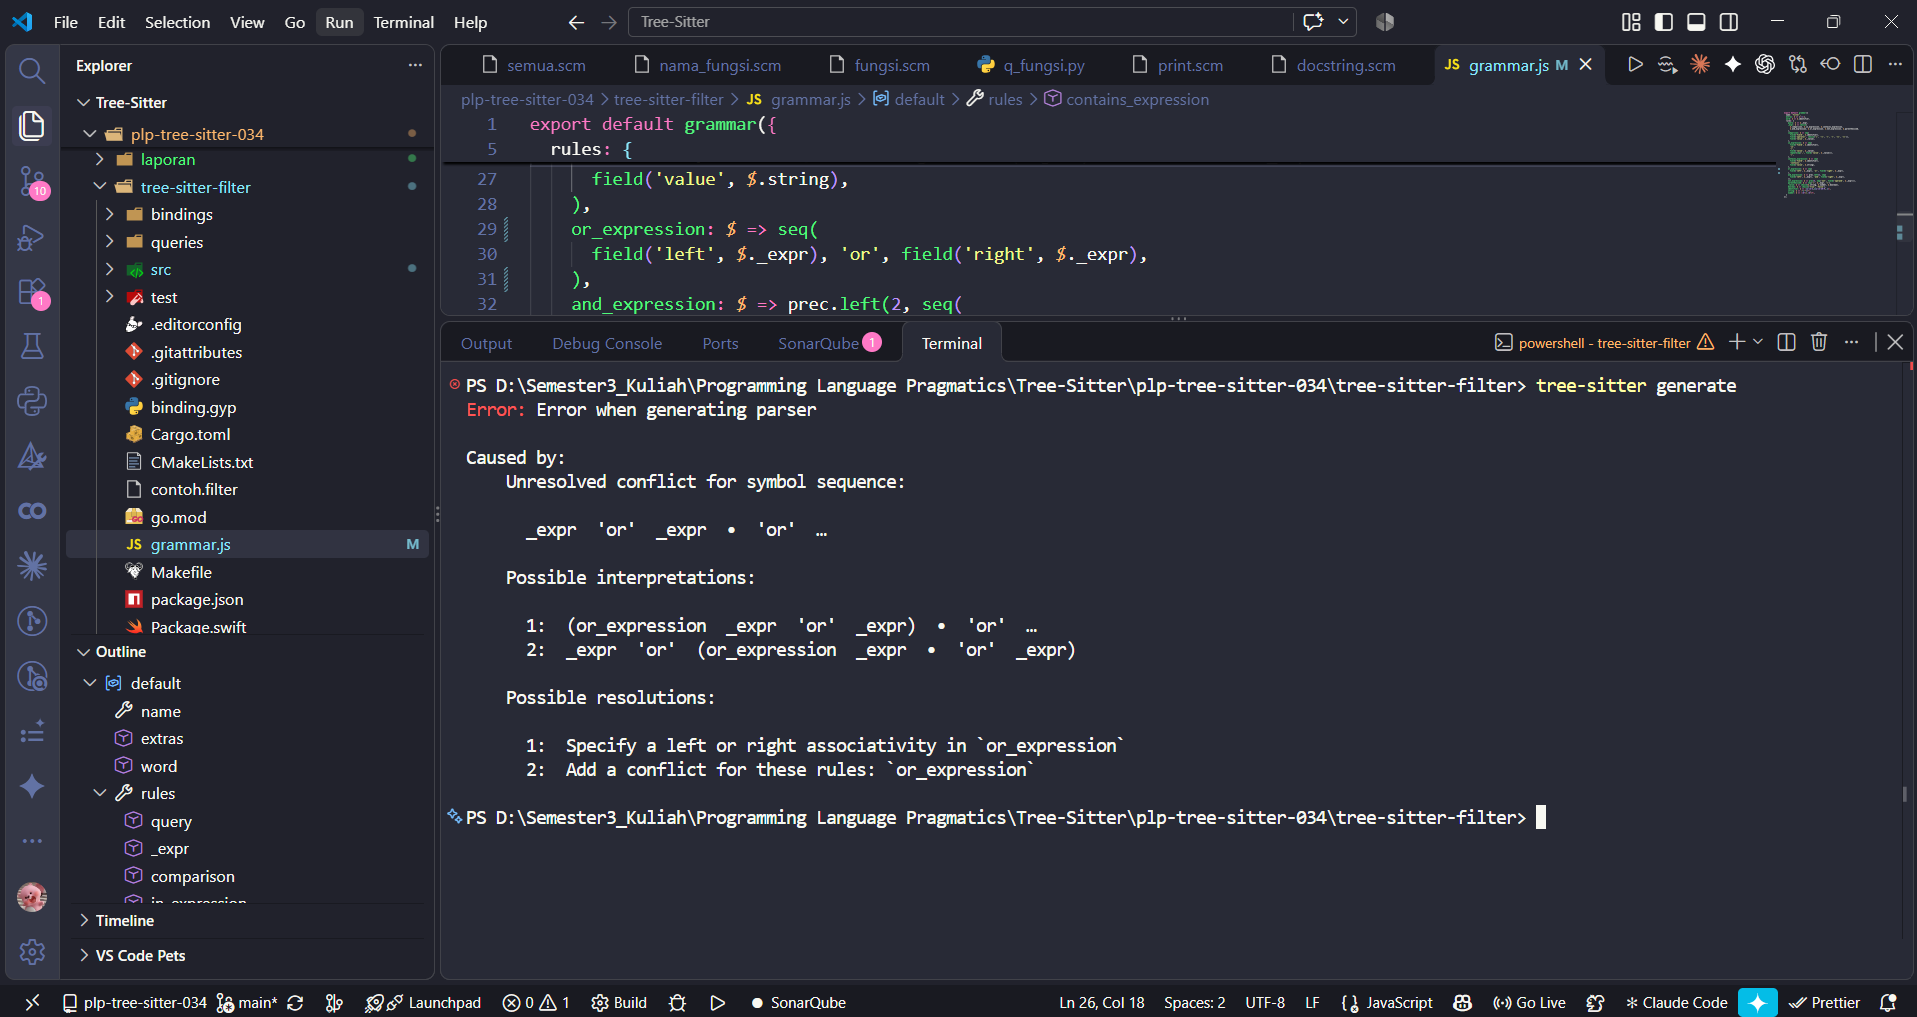 File Edit Selection View Go Run Terminal Help
Tree-Sitter
Explorer
Tree-Sitter
plp-tree-sitter-034
laporan
tree-sitter-filter
bindings
queries
src
test
.editorconfig
.gitattributes
.gitignore
binding.gyp
Cargo.toml
CMakeLists.txt
contoh.filter
go.mod
JS grammar.js M
Makefile
package.json
Package.swift
Outline
default
name
extras
word
rules
query
_expr
comparison
in_expression
Timeline
VS Code Pets
10
1
semua.scm nama_fungsi.scm fungsi.scm q_fungsi.py print.scm docstring.scm JS grammar.js M
plp-tree-sitter-034 > tree-sitter-filter > JS grammar.js > default > rules > contains_expression
1 export default grammar({
5 rules: {
27 field('value', $.string),
28 ),
29 or_expression: $ => seq(
30 field('left', $._expr), 'or', field('right', $._expr),
31 ),
32 and_expression: $ => prec.left(2, seq(
Output Debug Console Ports SonarQube 1 Terminal
powershell - tree-sitter-filter
PS D:\Semester3_Kuliah\Programming Language Pragmatics\Tree-Sitter\plp-tree-sitter-034\tree-sitter-filter> tree-sitter generate
Error: Error when generating parser
Caused by:
Unresolved conflict for symbol sequence:
_expr 'or' _expr • 'or' …
Possible interpretations:
1: (or_expression _expr 'or' _expr) • 'or' …
2: _expr 'or' (or_expression _expr • 'or' _expr)
Possible resolutions:
1: Specify a left or right associativity in `or_expression`
2: Add a conflict for these rules: `or_expression`
PS D:\Semester3_Kuliah\Programming Language Pragmatics\Tree-Sitter\plp-tree-sitter-034\tree-sitter-filter>
plp-tree-sitter-034 main* Launchpad 0 1 Build SonarQube Ln 26, Col 18 Spaces: 2 UTF-8 LF {} JavaScript Go Live Claude Code Prettier